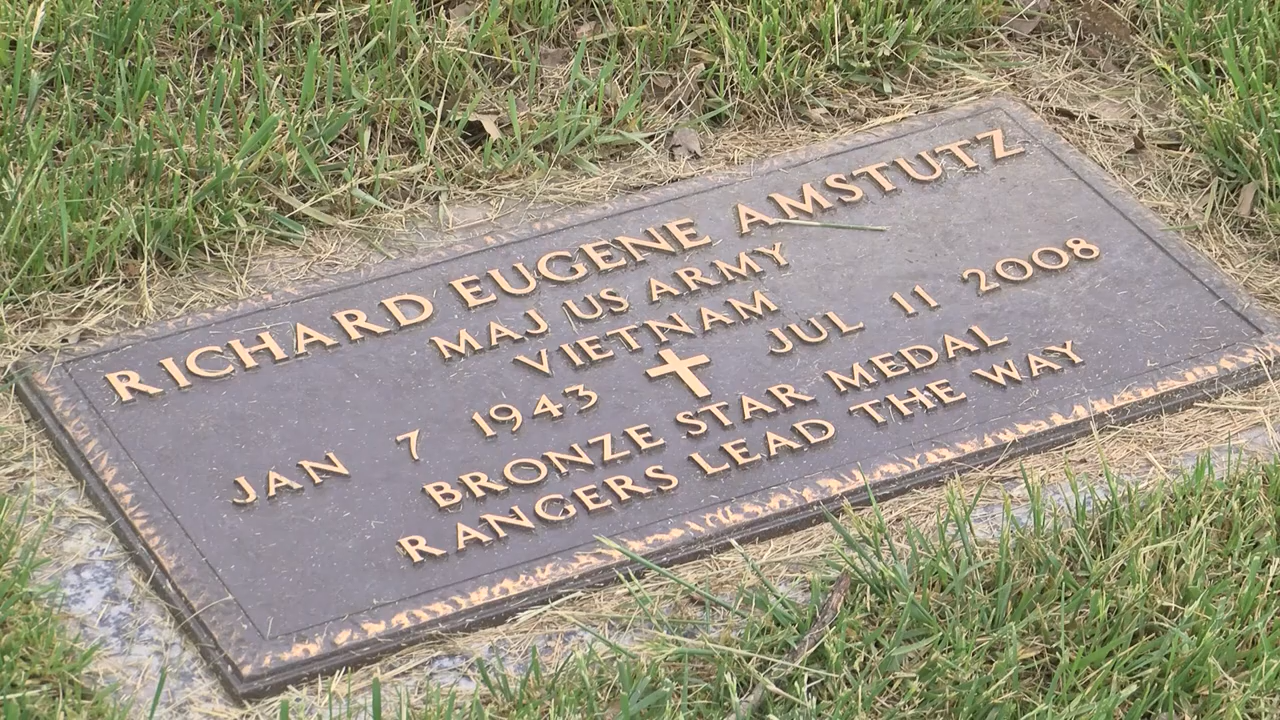 RICHARD EUGENE AMSTUTZ
MAJ US ARMY
VIETNAM
JAN 7 1943 JUL 11 2008
BRONZE STAR MEDAL
RANGERS LEAD THE WAY